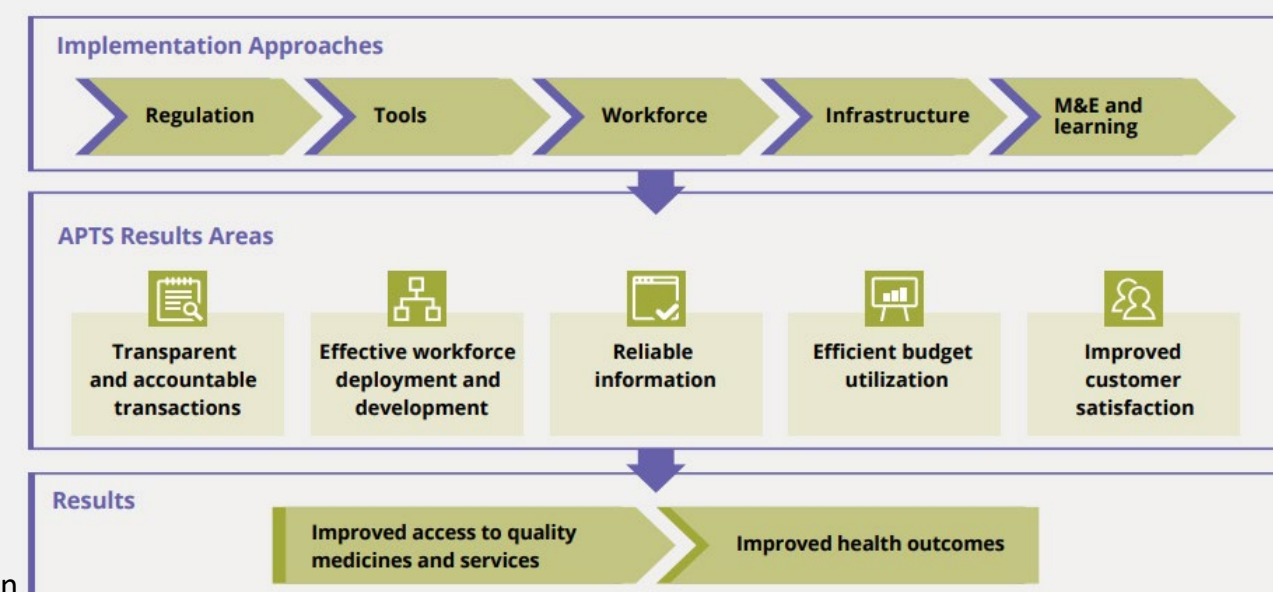 Implementation Approaches
Regulation
Tools
Workforce
Infrastructure
M&E and
learning
APTS Results Areas
Transparent
and accountable
transactions
Effective workforce
deployment and
development
Reliable
information
Efficient budget
utilization
Improved
customer
satisfaction
Results
Improved access to quality
medicines and services
Improved health outcomes
n